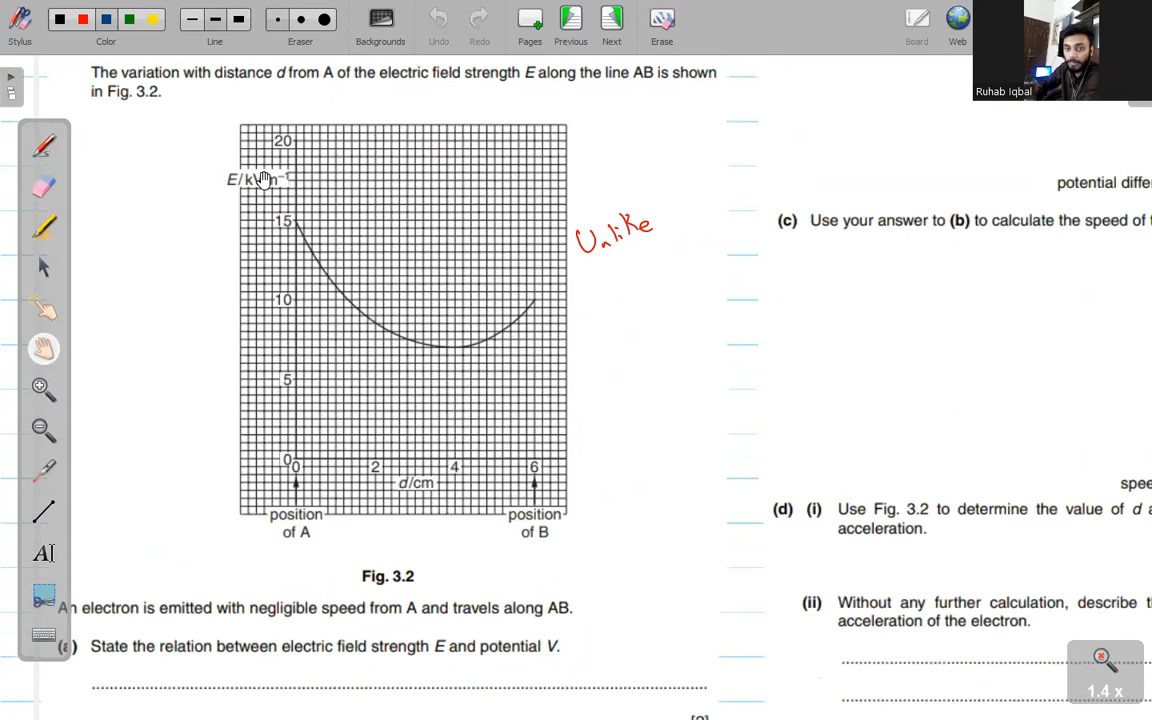 Stylus
Color
Line
Eraser
Backgrounds
Undo
Redo
Pages
Previous
Next
Erase
Board
Web
Ruhab Iqbal
The variation with distance d from A of the electric field strength E along the line AB is shown
in Fig. 3.2.
20
15
10
5
0
0 2 4 6
d/cm
position
of A
position
of B
Unlike
Fig. 3.2
An electron is emitted with negligible speed from A and travels along AB.
State the relation between electric field strength E and potential V.
potential
(c) Use your answer to (b) to calculate the speed of
(d) (i) Use Fig. 3.2 to determine the value of d
acceleration.
(ii) Without any further calculation, describe
acceleration of the electron.
A
1.4 x